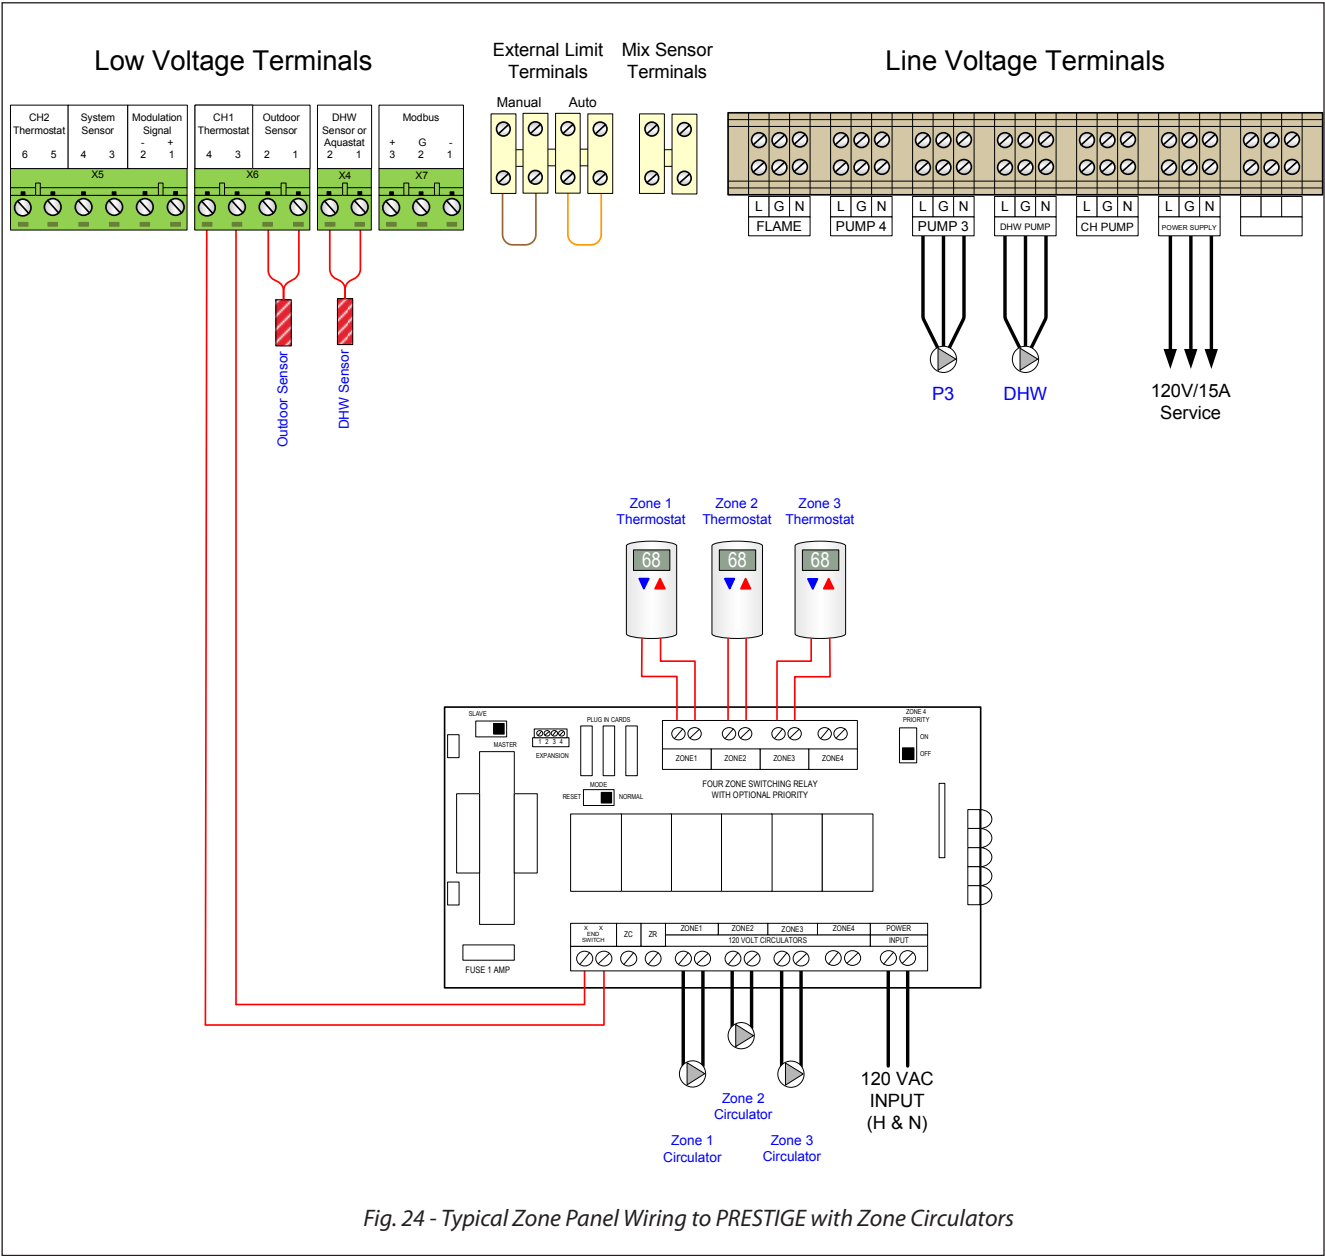 Low Voltage Terminals
External Limit
Terminals
Mix Sensor
Terminals
Line Voltage Terminals
Manual Auto
CH2
Thermostat
6 5
System
Sensor
4 3
Modulation
Signal
- +
2 1
CH1
Thermostat
4 3
Outdoor
Sensor
2 1
DHW
Sensor or
Aquastat
2 1
Modbus
+ G -
3 2 1
X5
X6
X4
X7
L G N
FLAME
L G N
PUMP 4
L G N
PUMP 3
L G N
DHW PUMP
L G N
CH PUMP
L G N
POWER SUPPLY
Outdoor Sensor
DHW Sensor
P3
DHW
120V/15A
Service
Zone 1
Thermostat
Zone 2
Thermostat
Zone 3
Thermostat
68
68
68
SLAVE
MASTER
1 2 3 4
EXPANSION
PLUG IN CARDS
MODE
RESET
NORMAL
ZONE1
ZONE2
ZONE3
ZONE4
ZONE 4
PRIORITY
ON
OFF
FOUR ZONE SWITCHING RELAY
WITH OPTIONAL PRIORITY
FUSE 1 AMP
X X
END
SWITCH
ZC
ZR
ZONE1
ZONE2
ZONE3
ZONE4
120 VOLT CIRCULATORS
POWER
INPUT
Zone 1
Circulator
Zone 2
Circulator
Zone 3
Circulator
120 VAC
INPUT
(H & N)
Fig. 24 - Typical Zone Panel Wiring to PRESTIGE with Zone Circulators